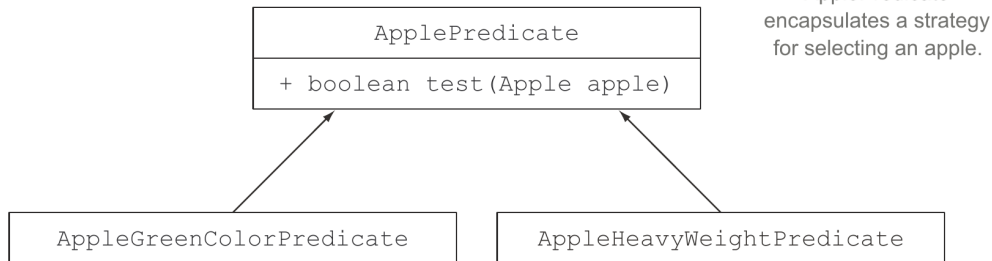 ApplePredicate
+ boolean test(Apple apple)
encapsulates a strategy
for selecting an apple.
AppleGreenColorPredicate
AppleHeavyWeightPredicate